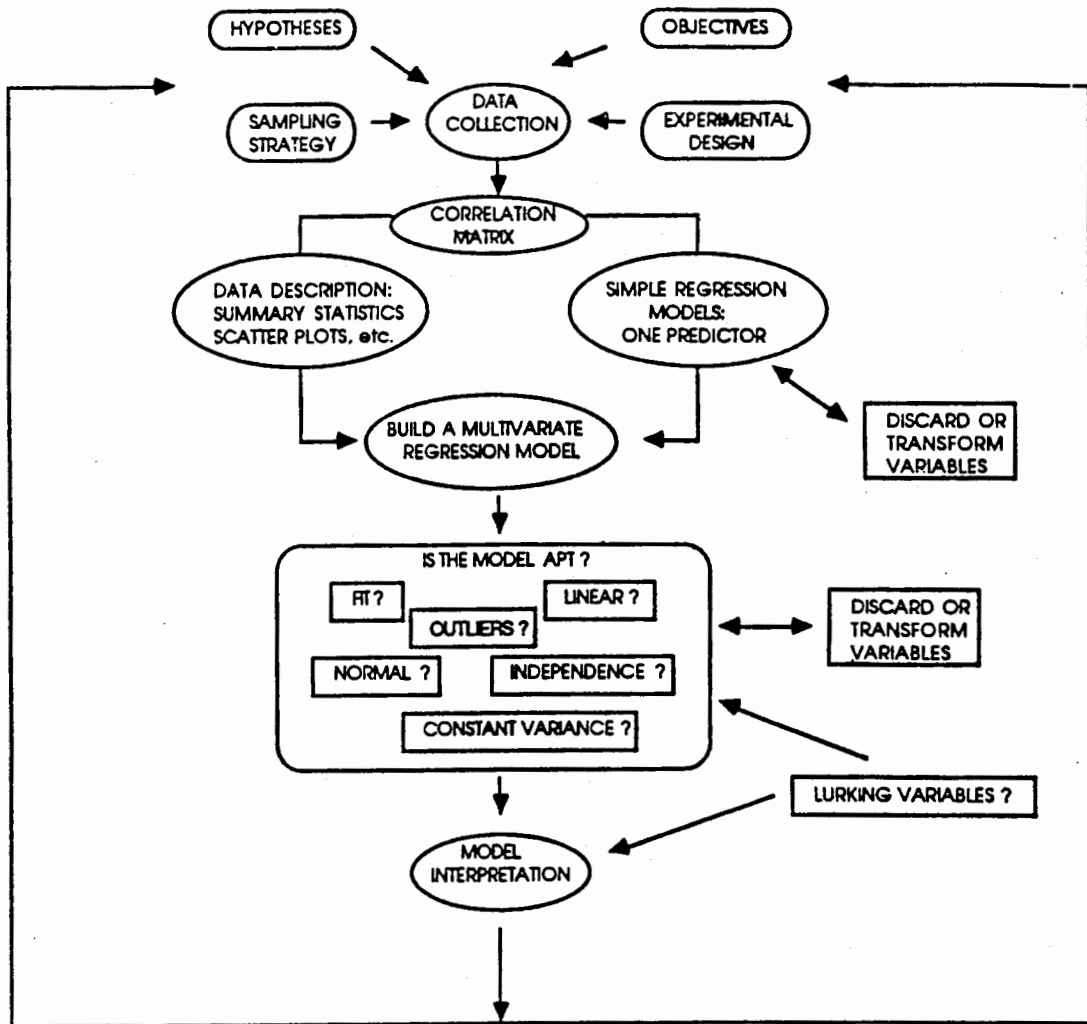 HYPOTHESES
OBJECTIVES
DATA
COLLECTION
SAMPLING
STRATEGY
EXPERIMENTAL
DESIGN
CORRELATION
MATRIX
DATA DESCRIPTION:
SUMMARY STATISTICS
SCATTER PLOTS, etc.
SIMPLE REGRESSION
MODELS:
ONE PREDICTOR
BUILD A MULTIVARIATE
REGRESSION MODEL
DISCARD OR
TRANSFORM
VARIABLES
IS THE MODEL APT ?
FIT ?
LINEAR ?
OUTLIERS ?
NORMAL ?
INDEPENDENCE ?
CONSTANT VARIANCE ?
DISCARD OR
TRANSFORM
VARIABLES
LURKING VARIABLES ?
MODEL
INTERPRETATION